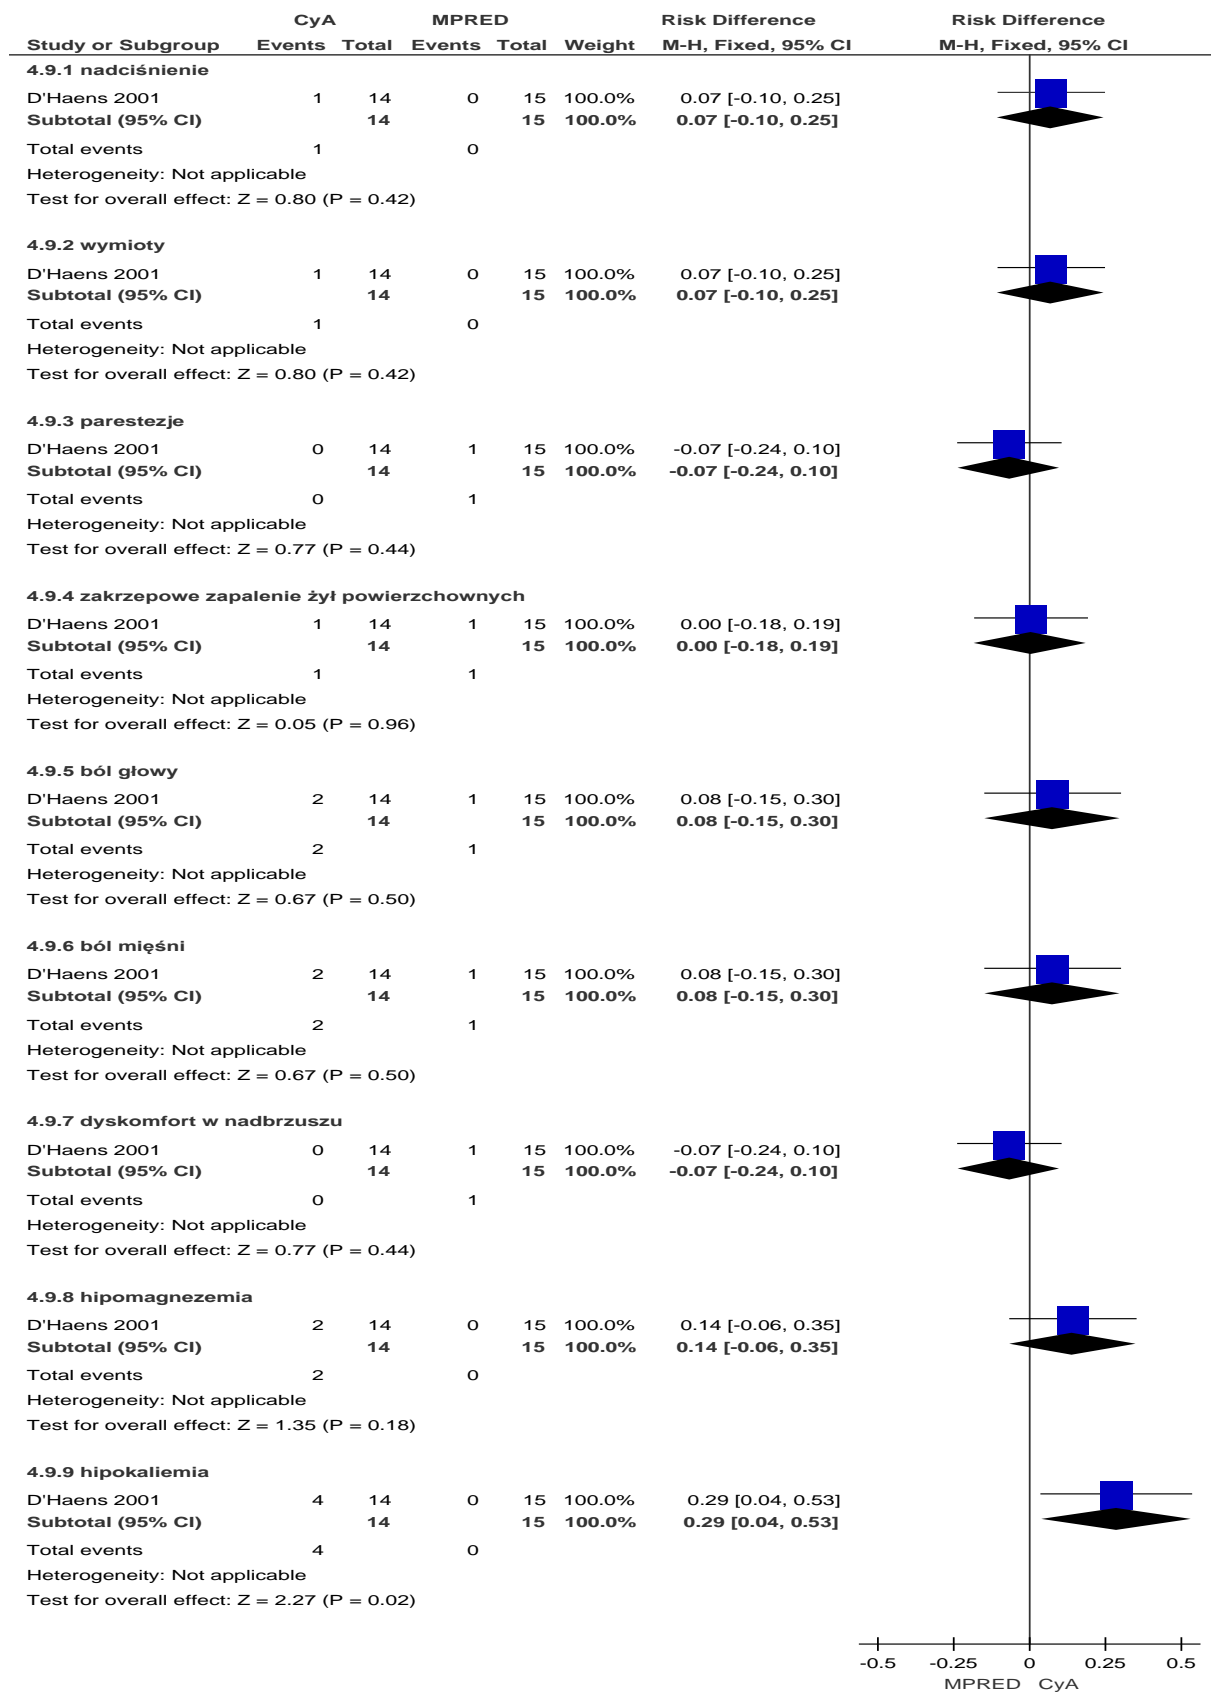 CyA MPRED Risk Difference Risk Difference
Study or Subgroup Events Total Events Total Weight M-H, Fixed, 95% CI M-H, Fixed, 95% CI
4.9.1 nadciśnienie
D'Haens 2001 1 14 0 15 100.0% 0.07 [-0.10, 0.25]
Subtotal (95% CI) 14 15 100.0% 0.07 [-0.10, 0.25]
Total events 1 0
Heterogeneity: Not applicable
Test for overall effect: Z = 0.80 (P = 0.42)
4.9.2 wymioty
D'Haens 2001 1 14 0 15 100.0% 0.07 [-0.10, 0.25]
Subtotal (95% CI) 14 15 100.0% 0.07 [-0.10, 0.25]
Total events 1 0
Heterogeneity: Not applicable
Test for overall effect: Z = 0.80 (P = 0.42)
4.9.3 parestezje
D'Haens 2001 0 14 1 15 100.0% -0.07 [-0.24, 0.10]
Subtotal (95% CI) 14 15 100.0% -0.07 [-0.24, 0.10]
Total events 0 1
Heterogeneity: Not applicable
Test for overall effect: Z = 0.77 (P = 0.44)
4.9.4 zakrzepowe zapalenie żył powierzchownych
D'Haens 2001 1 14 1 15 100.0% 0.00 [-0.18, 0.19]
Subtotal (95% CI) 14 15 100.0% 0.00 [-0.18, 0.19]
Total events 1 1
Heterogeneity: Not applicable
Test for overall effect: Z = 0.05 (P = 0.96)
4.9.5 ból głowy
D'Haens 2001 2 14 1 15 100.0% 0.08 [-0.15, 0.30]
Subtotal (95% CI) 14 15 100.0% 0.08 [-0.15, 0.30]
Total events 2 1
Heterogeneity: Not applicable
Test for overall effect: Z = 0.67 (P = 0.50)
4.9.6 ból mięśni
D'Haens 2001 2 14 1 15 100.0% 0.08 [-0.15, 0.30]
Subtotal (95% CI) 14 15 100.0% 0.08 [-0.15, 0.30]
Total events 2 1
Heterogeneity: Not applicable
Test for overall effect: Z = 0.67 (P = 0.50)
4.9.7 dyskomfort w nadbrzuszu
D'Haens 2001 0 14 1 15 100.0% -0.07 [-0.24, 0.10]
Subtotal (95% CI) 14 15 100.0% -0.07 [-0.24, 0.10]
Total events 0 1
Heterogeneity: Not applicable
Test for overall effect: Z = 0.77 (P = 0.44)
4.9.8 hipomagnezemia
D'Haens 2001 2 14 0 15 100.0% 0.14 [-0.06, 0.35]
Subtotal (95% CI) 14 15 100.0% 0.14 [-0.06, 0.35]
Total events 2 0
Heterogeneity: Not applicable
Test for overall effect: Z = 1.35 (P = 0.18)
4.9.9 hipokaliemia
D'Haens 2001 4 14 0 15 100.0% 0.29 [0.04, 0.53]
Subtotal (95% CI) 14 15 100.0% 0.29 [0.04, 0.53]
Total events 4 0
Heterogeneity: Not applicable
Test for overall effect: Z = 2.27 (P = 0.02)
-0.5 -0.25 0 0.25 0.5
MPRED CyA